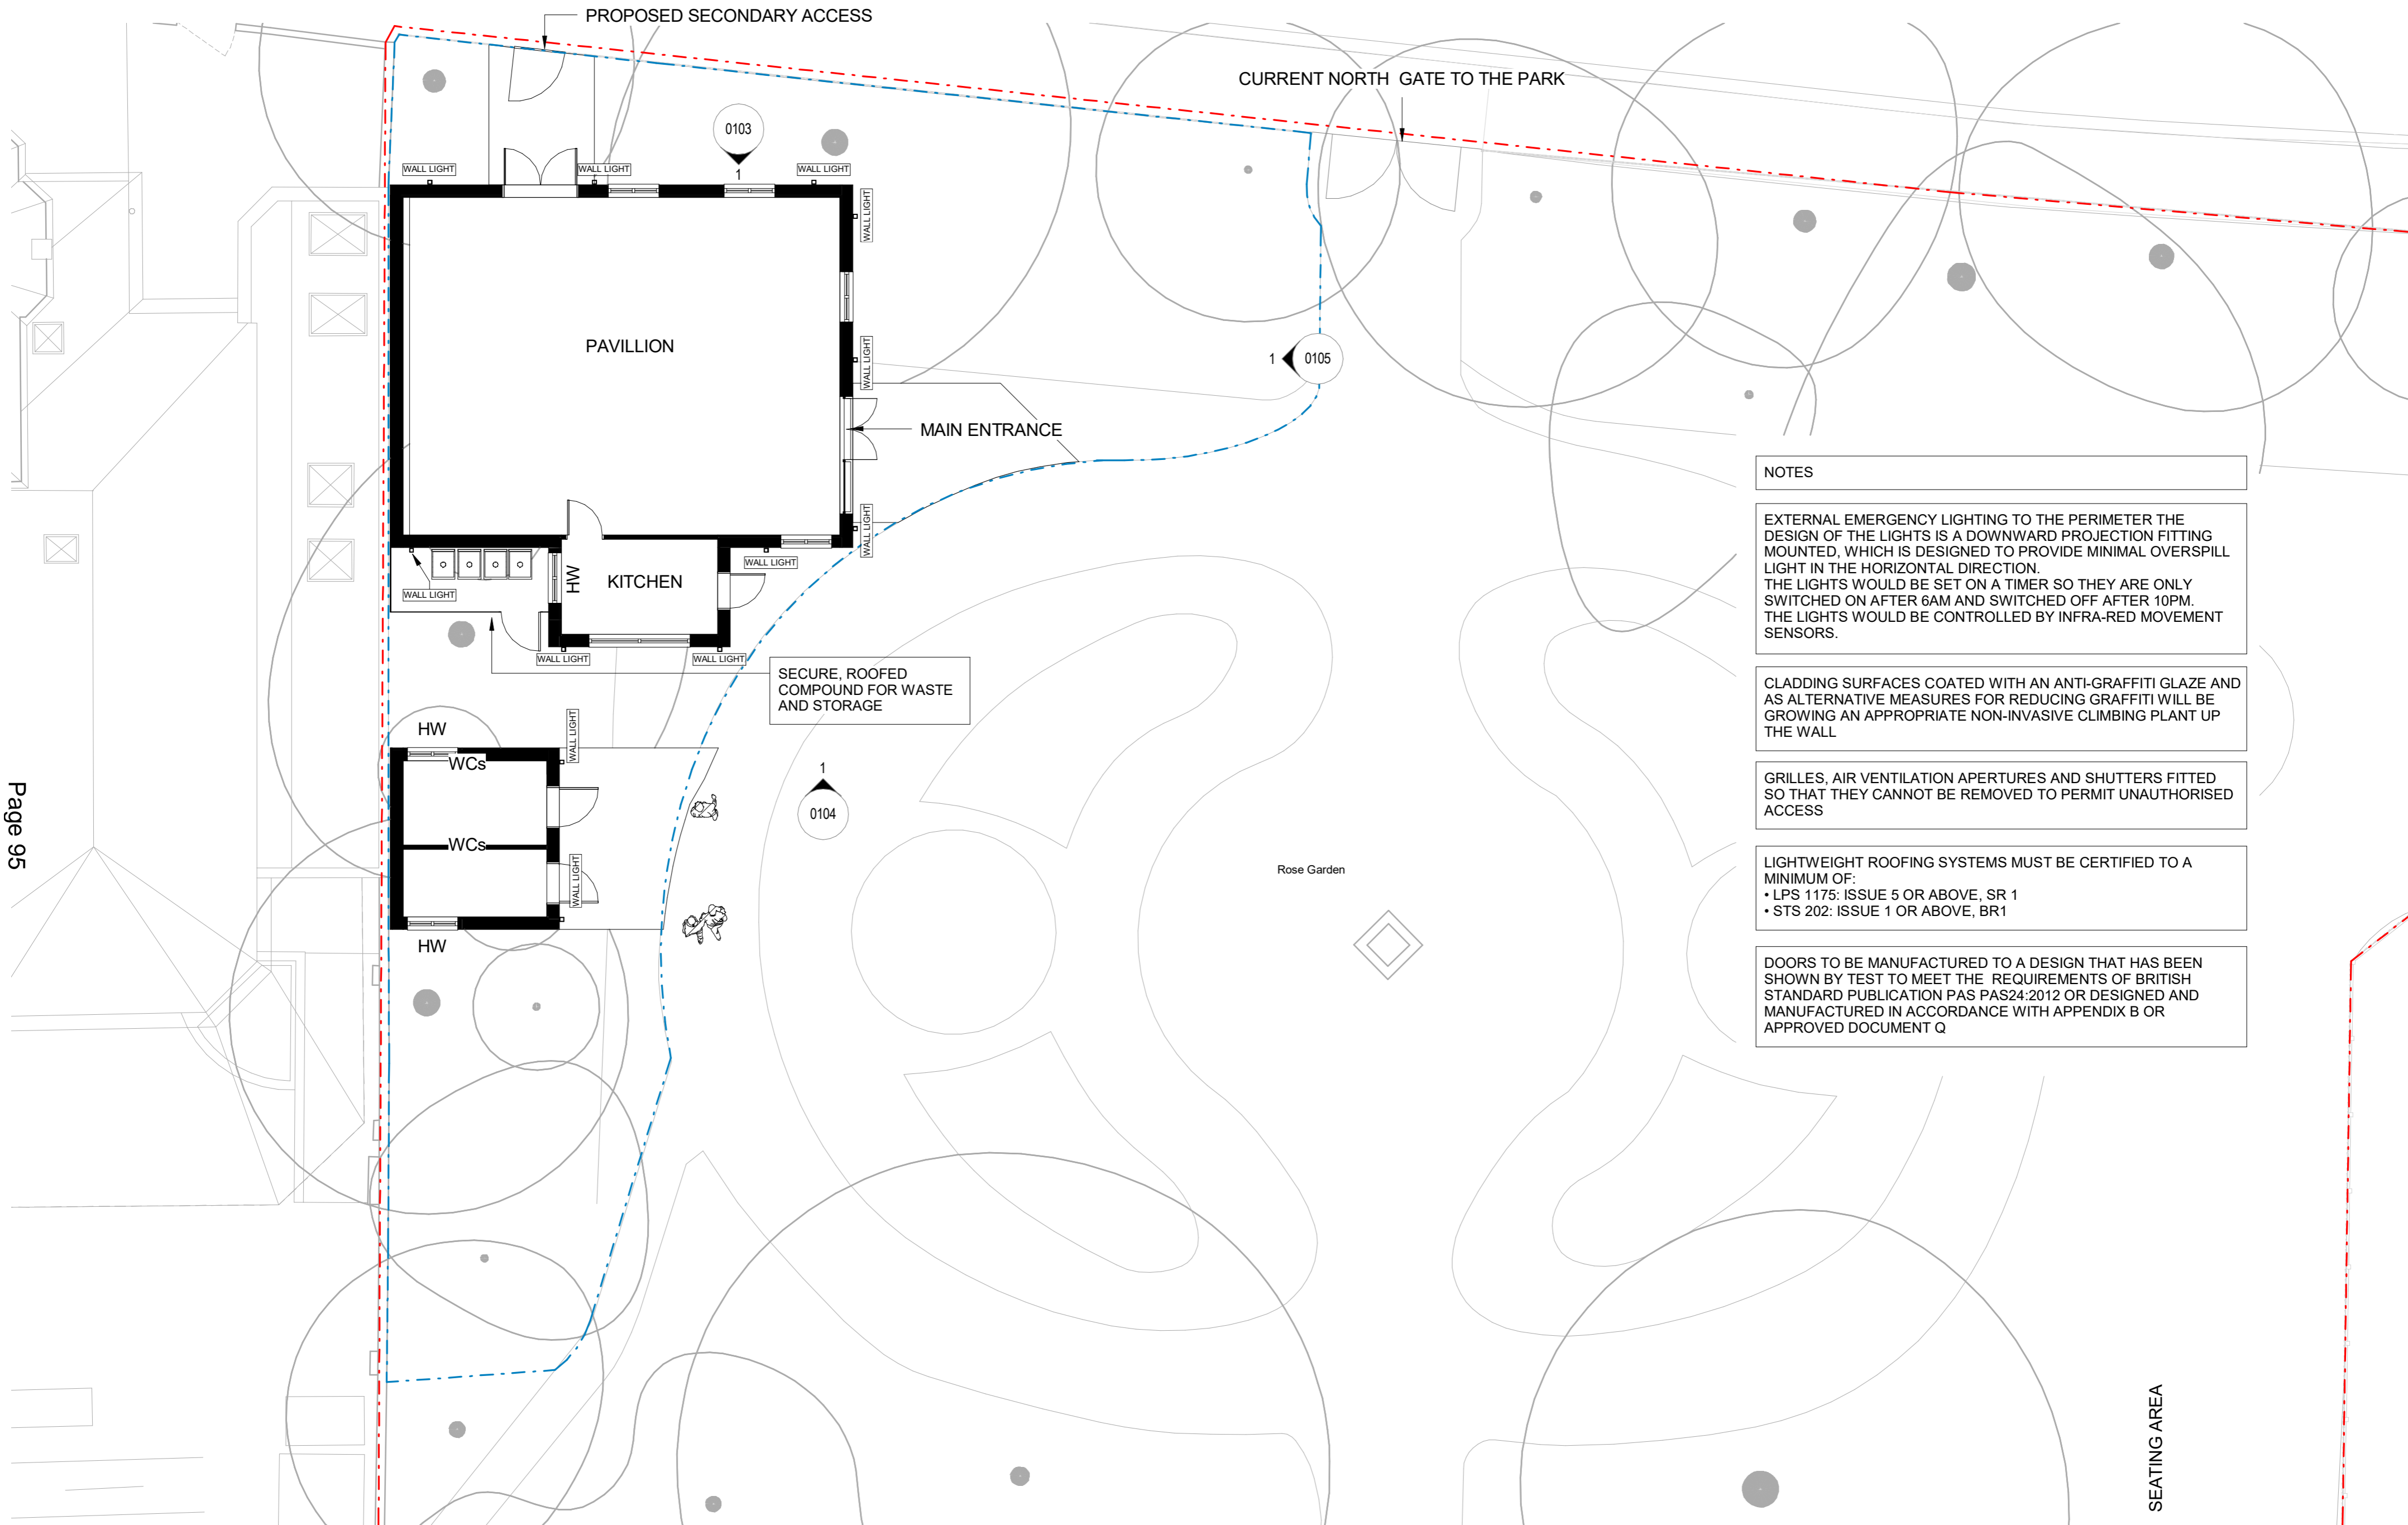 PROPOSED SECONDARY ACCESS
CURRENT NORTH GATE TO THE PARK
0103
1
WALL LIGHT
WALL LIGHT
WALL LIGHT
WALL LIGHT
PAVILLION
WALL LIGHT
1
0105
MAIN ENTRANCE
WALL LIGHT
WALL LIGHT
HW
KITCHEN
WALL LIGHT
WALL LIGHT
WALL LIGHT
SECURE, ROOFED
COMPOUND FOR WASTE
AND STORAGE
HW
WALL LIGHT
WCs
WCs
WALL LIGHT
HW
1
0104
Rose Garden
NOTES
EXTERNAL EMERGENCY LIGHTING TO THE PERIMETER THE
DESIGN OF THE LIGHTS IS A DOWNWARD PROJECTION FITTING
MOUNTED, WHICH IS DESIGNED TO PROVIDE MINIMAL OVERSPILL
LIGHT IN THE HORIZONTAL DIRECTION.
THE LIGHTS WOULD BE SET ON A TIMER SO THEY ARE ONLY
SWITCHED ON AFTER 6AM AND SWITCHED OFF AFTER 10PM.
THE LIGHTS WOULD BE CONTROLLED BY INFRA-RED MOVEMENT
SENSORS.
CLADDING SURFACES COATED WITH AN ANTI-GRAFFITI GLAZE AND
AS ALTERNATIVE MEASURES FOR REDUCING GRAFFITI WILL BE
GROWING AN APPROPRIATE NON-INVASIVE CLIMBING PLANT UP
THE WALL
GRILLES, AIR VENTILATION APERTURES AND SHUTTERS FITTED
SO THAT THEY CANNOT BE REMOVED TO PERMIT UNAUTHORISED
ACCESS
LIGHTWEIGHT ROOFING SYSTEMS MUST BE CERTIFIED TO A
MINIMUM OF:
• LPS 1175: ISSUE 5 OR ABOVE, SR 1
• STS 202: ISSUE 1 OR ABOVE, BR1
DOORS TO BE MANUFACTURED TO A DESIGN THAT HAS BEEN
SHOWN BY TEST TO MEET THE REQUIREMENTS OF BRITISH
STANDARD PUBLICATION PAS PAS24:2012 OR DESIGNED AND
MANUFACTURED IN ACCORDANCE WITH APPENDIX B OR
APPROVED DOCUMENT Q
SEATING AREA
Page 95